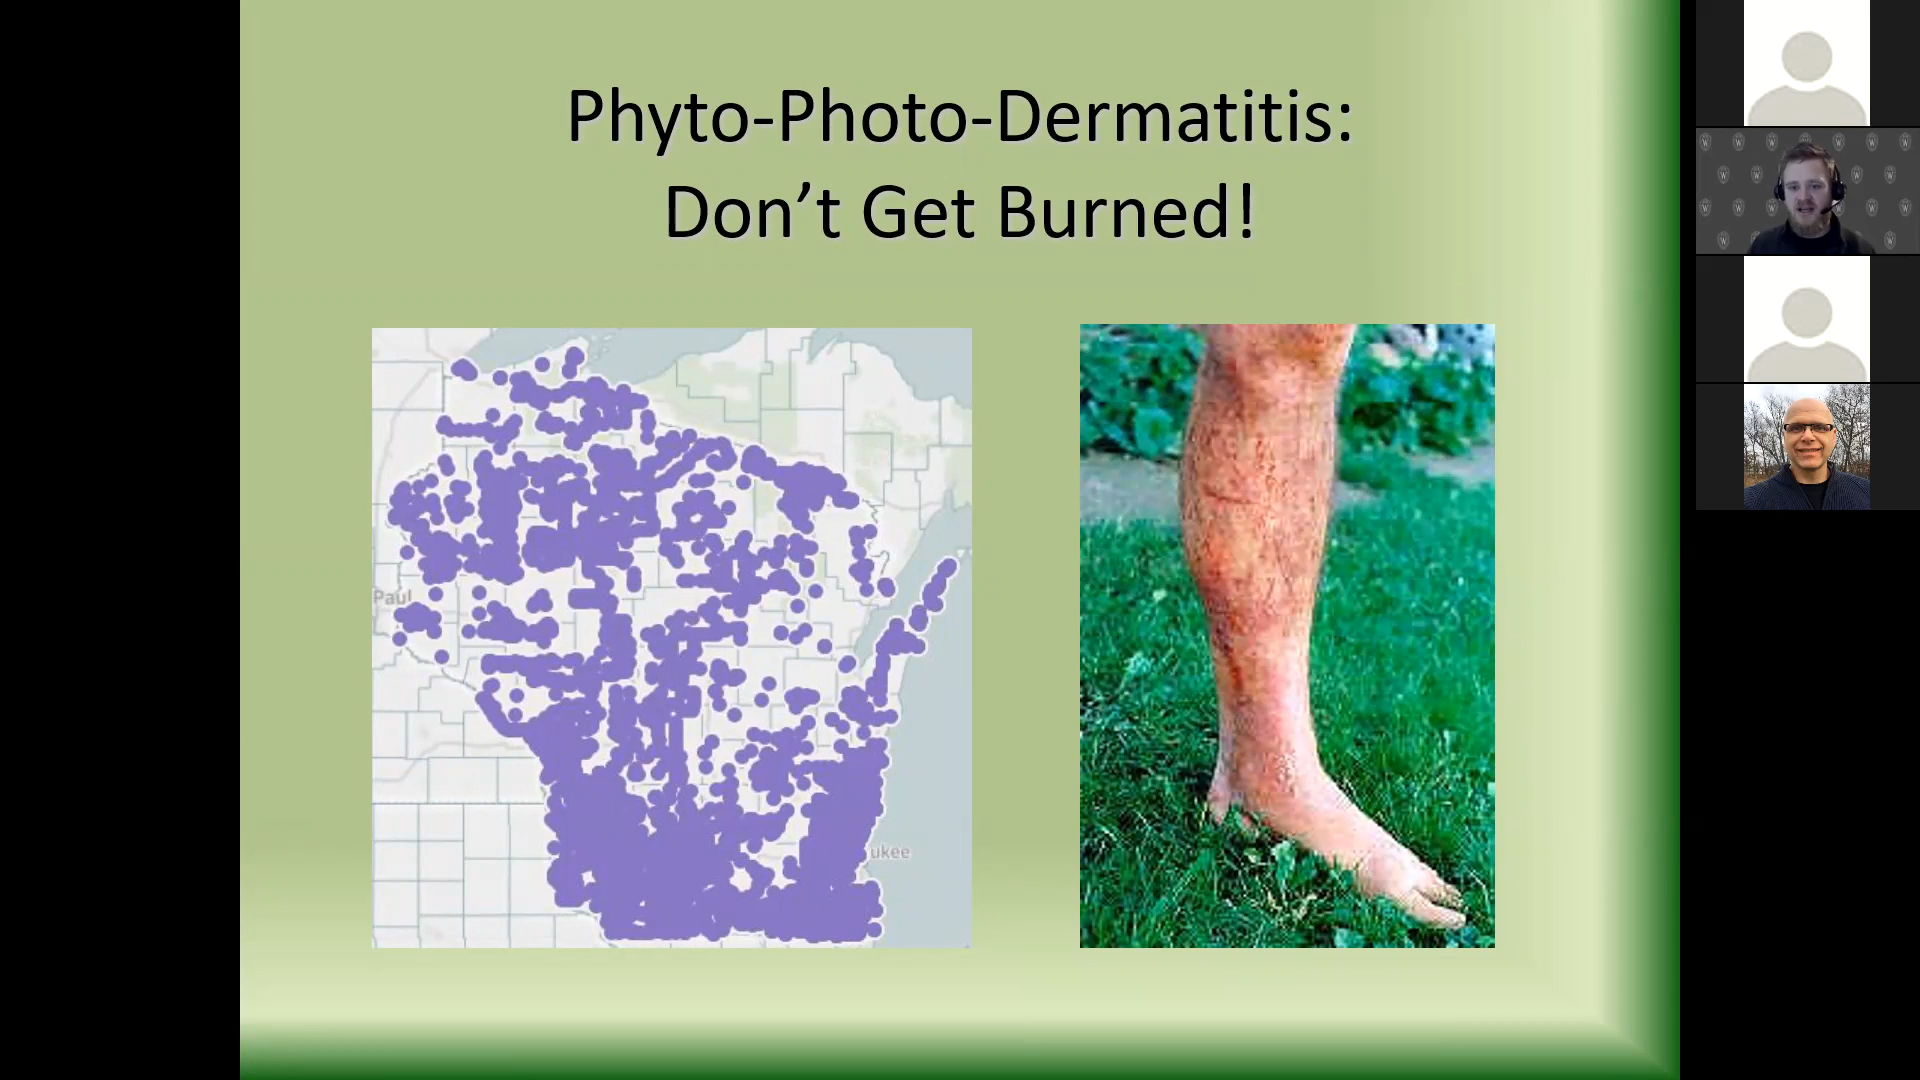 Phyto-Photo-Dermatitis:
Don’t Get Burned!
Paul
ukee
W W W W W W
W W W W
W W W W
W W